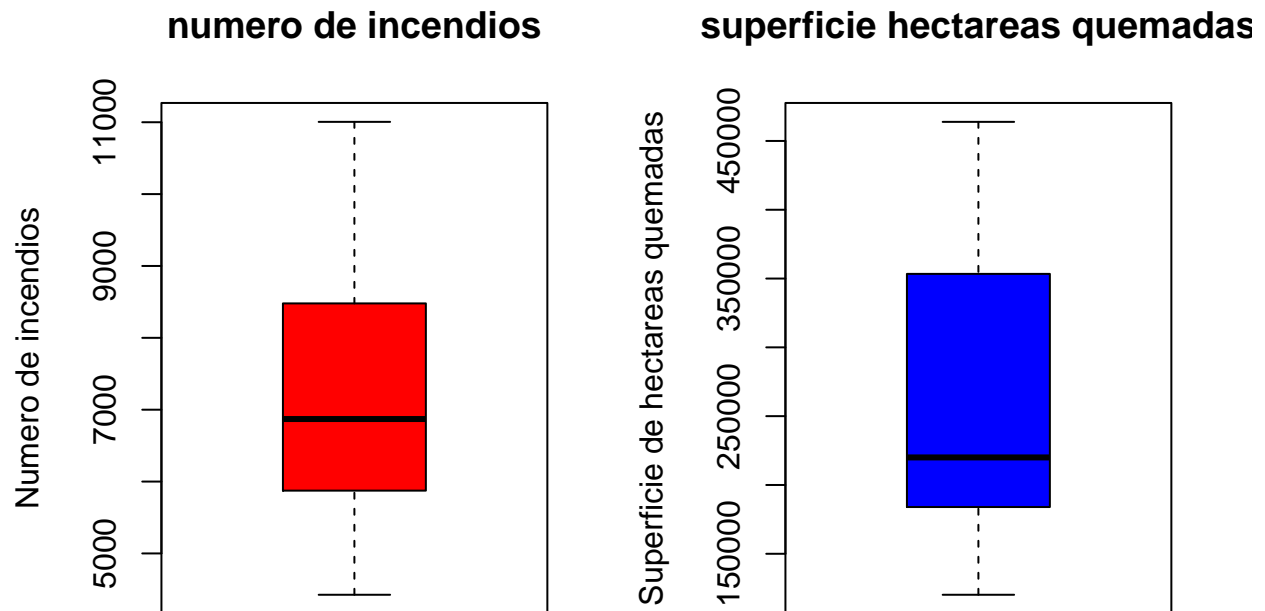 numero de incendios
Numero de incendios
11000
9000
7000
5000
superficie hectareas quemadas
Superficie de hectareas quemadas
450000
350000
250000
150000